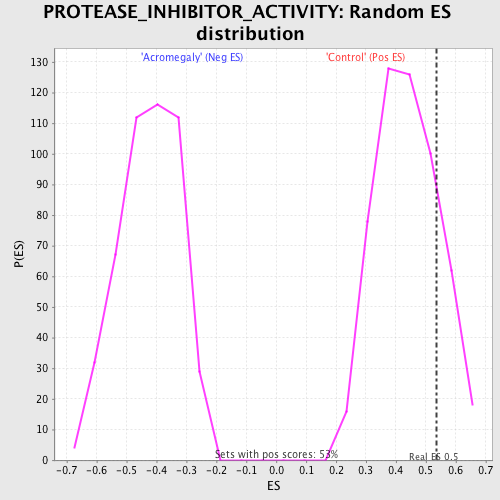 PROTEASE_INHIBITOR_ACTIVITY: Random ES
distribution
'Acromegaly' (Neg ES)
'Control' (Pos ES)
130
120
110
100
90
80
70
60
50
40
30
20
10
0
P(ES)
Sets with pos scores: 53%
Real ES 0.5
-0.7 -0.6 -0.5 -0.4 -0.3 -0.2 -0.1 0.0 0.1 0.2 0.3 0.4 0.5 0.6 0.7
ES